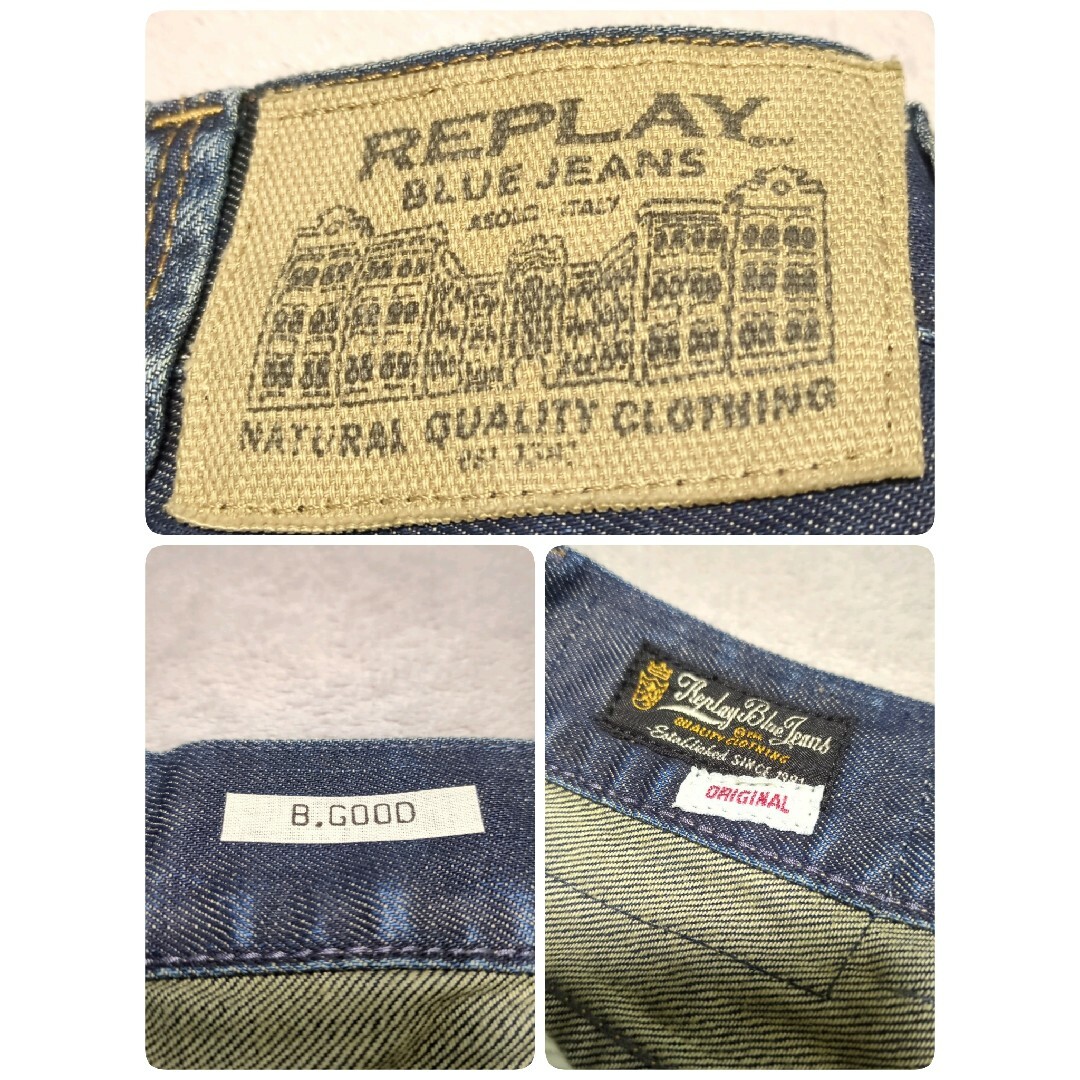 REPLAY
BLUE JEANS
ASOLO ITALY
NATURAL QUALITY CLOTHING
B.GOOD
Replay Blue Jeans
QUALITY CLOTHING
Established SINCE 1981
ORIGINAL